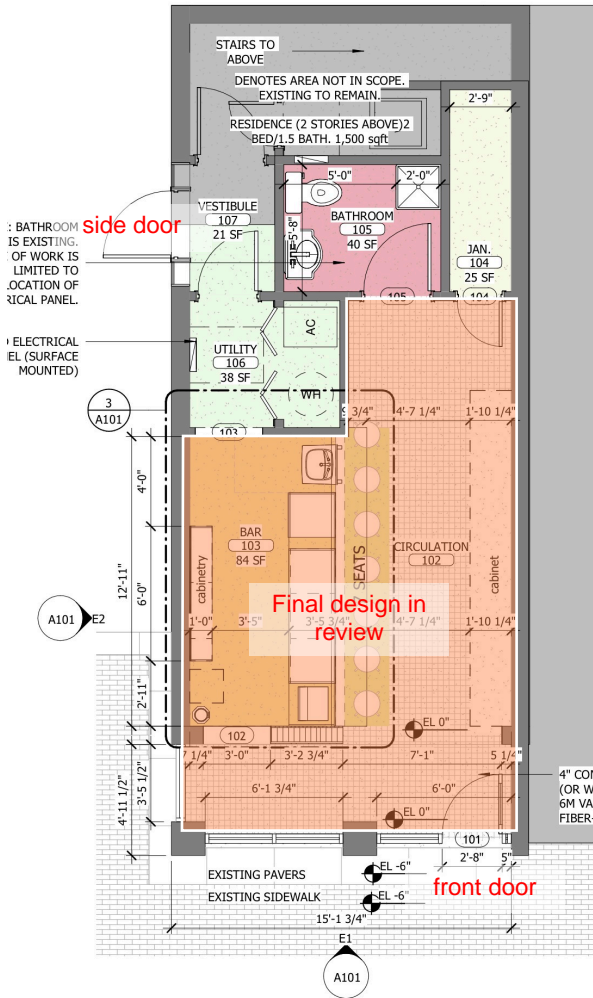 STAIRS TO
ABOVE
DENOTES AREA NOT IN SCOPE.
EXISTING TO REMAIN.
2'-9"
RESIDENCE (2 STORIES ABOVE)2
BED/1.5 BATH. 1,500 sqft
5'-0"
2'-0"
VESTIBULE
107
21 SF
side door
BATHROOM
105
40 SF
5'-8"
: BATHROOM
IS EXISTING.
OF WORK IS
LIMITED TO
LOCATION OF
RICAL PANEL.
JAN.
104
25 SF
105
104
AC
ELECTRICAL
EL (SURFACE
MOUNTED)
UTILITY
106
38 SF
WH
3
A101
103
3/4"
4'-7 1/4"
1'-10 1/4"
4'-0"
BAR
103
84 SF
SEATS
CIRCULATION
102
cabinetry
cabinet
12'-11"
6'-0"
Final design in
review
A101
E2
1'-0"
3'-5"
3'-5 3/4"
4'-7 1/4"
1'-10 1/4"
2'-11"
102
EL 0"
7 1/4"
3'-0"
3'-2 3/4"
7'-1"
5 1/4"
4'-11 1/2"
3'-5 1/2"
6'-1 3/4"
6'-0"
4" CON
(OR W
6M VA
FIBER-
EL 0"
101
2'-8"
5"
EXISTING PAVERS
EL -6"
front door
EXISTING SIDEWALK
EL -6"
15'-1 3/4"
E1
A101